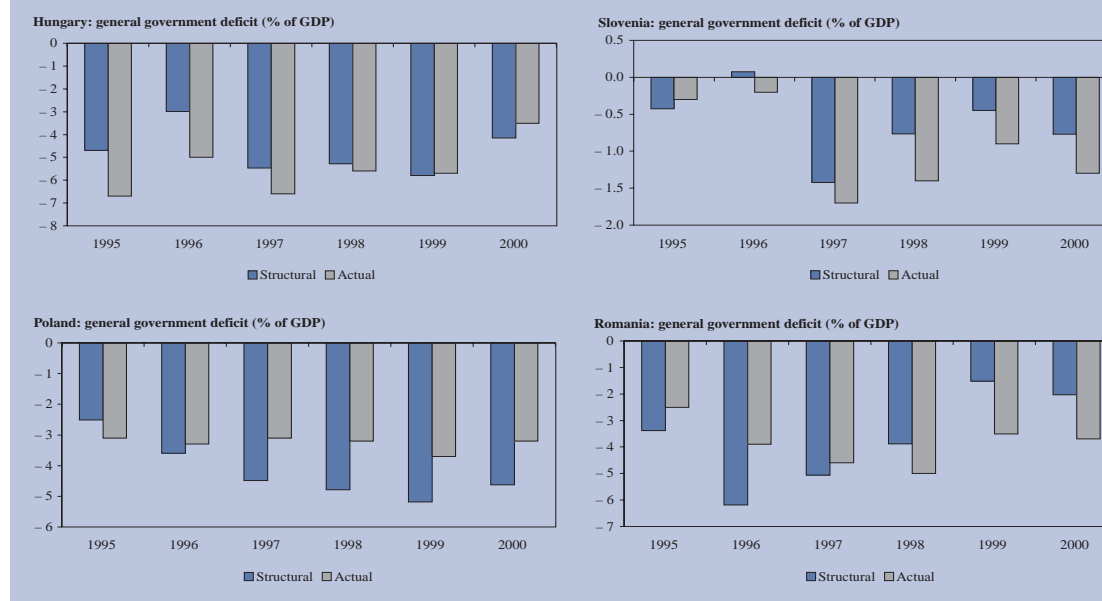 Hungary: general government deficit (% of GDP)
0
– 1
– 2
– 3
– 4
– 5
– 6
– 7
– 8
1995 1996 1997 1998 1999 2000
Structural Actual
Slovenia: general government deficit (% of GDP)
0.5
0.0
– 0.5
– 1.0
– 1.5
– 2.0
1995 1996 1997 1998 1999 2000
Structural Actual
Poland: general government deficit (% of GDP)
0
– 1
– 2
– 3
– 4
– 5
– 6
1995 1996 1997 1998 1999 2000
Structural Actual
Romania: general government deficit (% of GDP)
0
– 1
– 2
– 3
– 4
– 5
– 6
– 7
1995 1996 1997 1998 1999 2000
Structural Actual